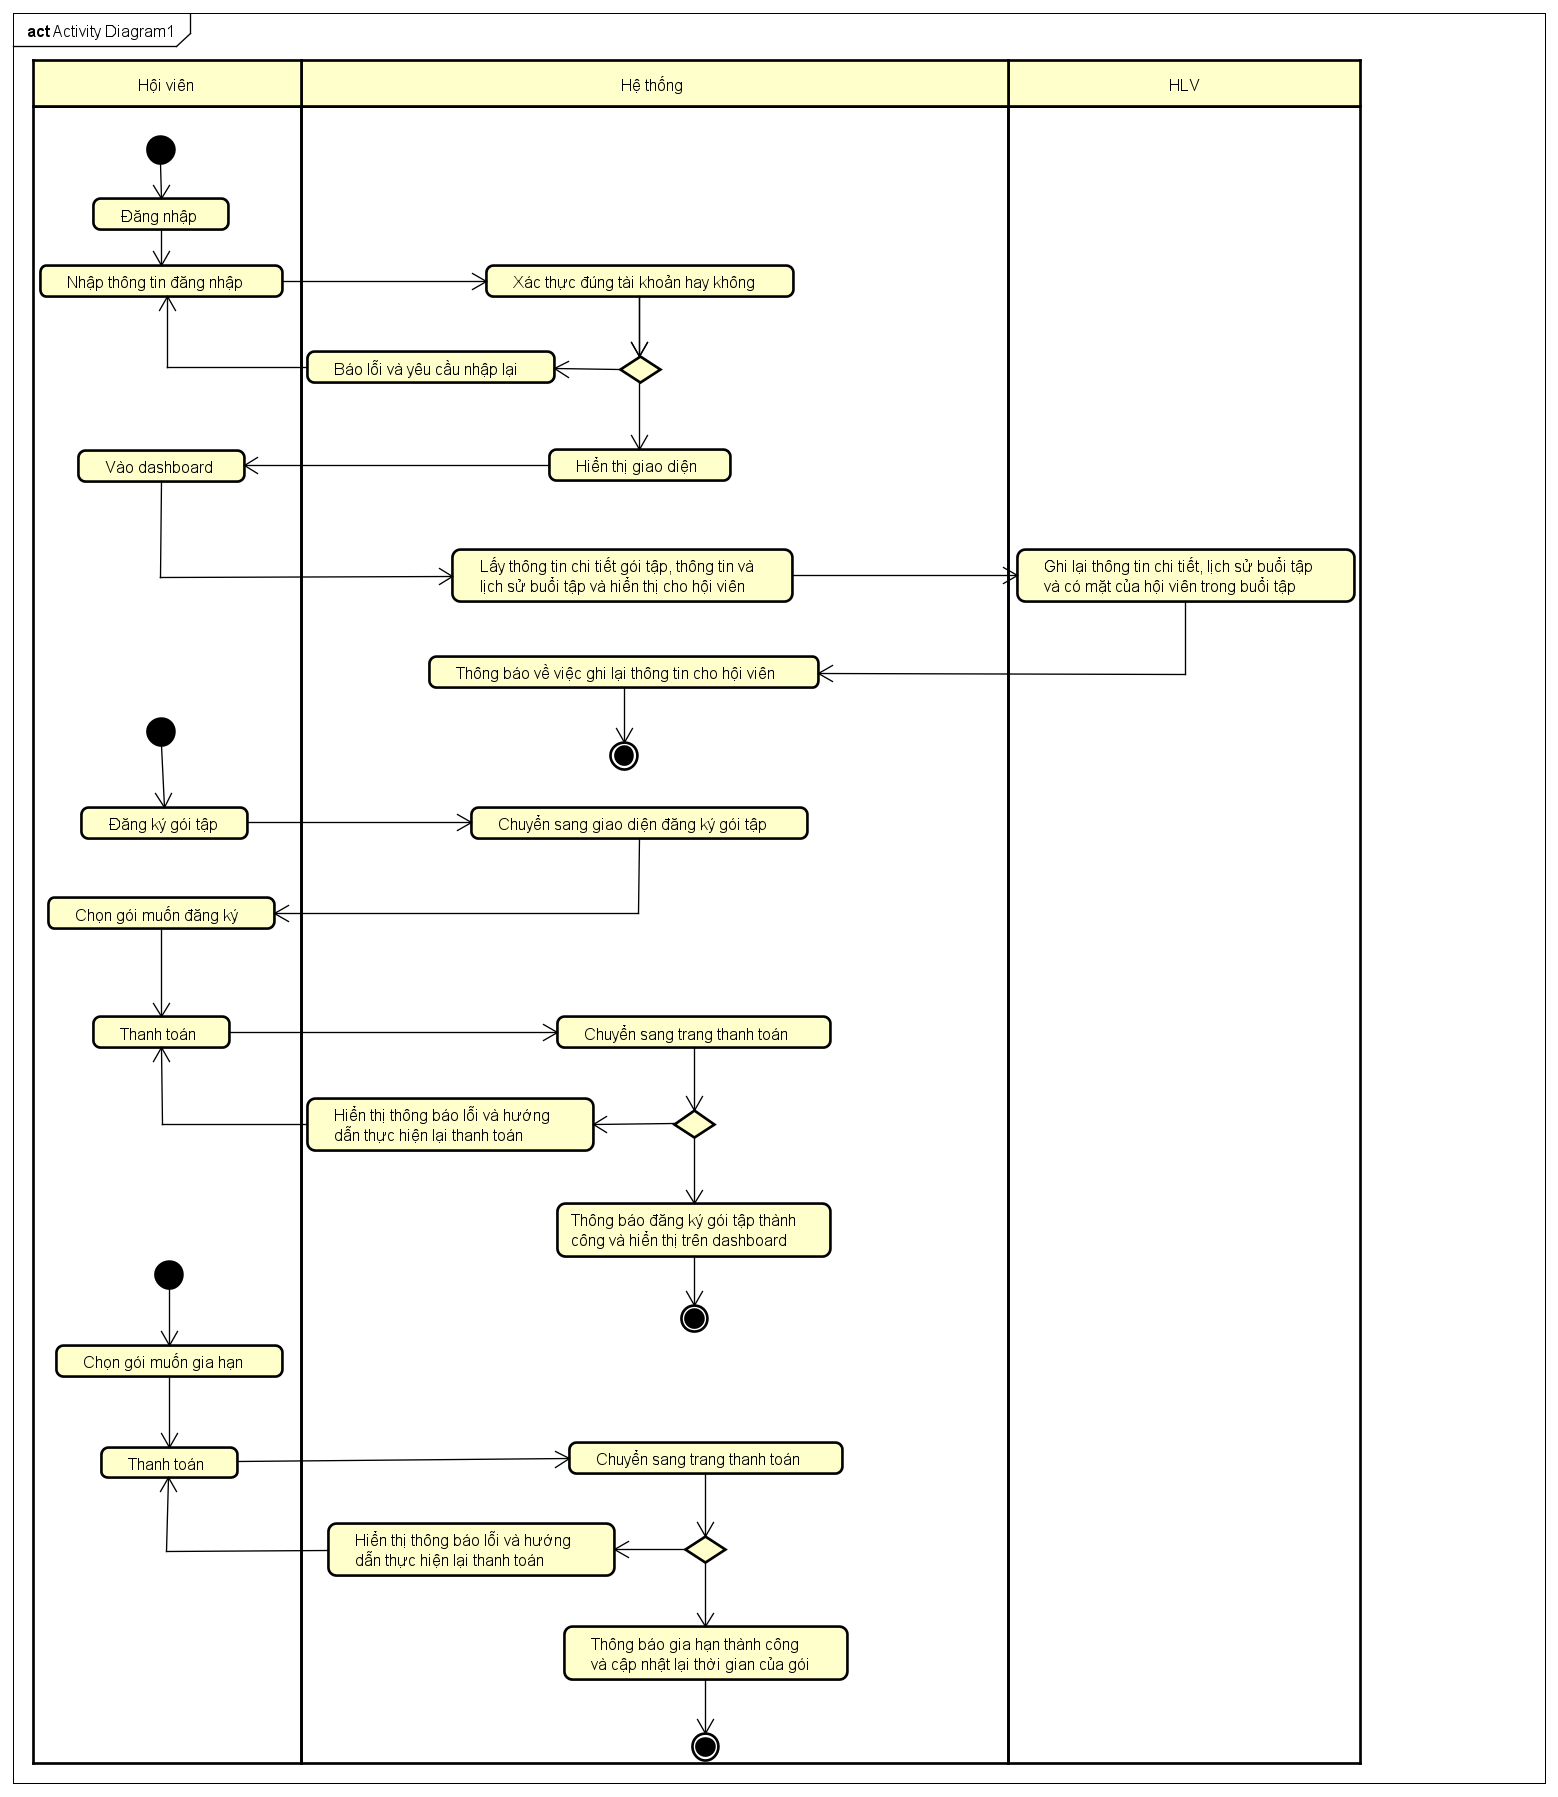 act Activity Diagram1
Hội viên
Hệ thống
HLV
Đăng nhập
Nhập thông tin đăng nhập
Xác thực đúng tài khoản hay không
Báo lỗi và yêu cầu nhập lại
Vào dashboard
Hiển thị giao diện
Lấy thông tin chi tiết gói tập, thông tin và
lịch sử buổi tập và hiển thị cho hội viên
Ghi lại thông tin chi tiết, lịch sử buổi tập
và có mặt của hội viên trong buổi tập
Thông báo về việc ghi lại thông tin cho hội viên
Đăng ký gói tập
Chuyển sang giao diện đăng ký gói tập
Chọn gói muốn đăng ký
Thanh toán
Chuyển sang trang thanh toán
Hiển thị thông báo lỗi và hướng
dẫn thực hiện lại thanh toán
Thông báo đăng ký gói tập thành
công và hiển thị trên dashboard
Chọn gói muốn gia hạn
Thanh toán
Chuyển sang trang thanh toán
Hiển thị thông báo lỗi và hướng
dẫn thực hiện lại thanh toán
Thông báo gia hạn thành công
và cập nhật lại thời gian của gói